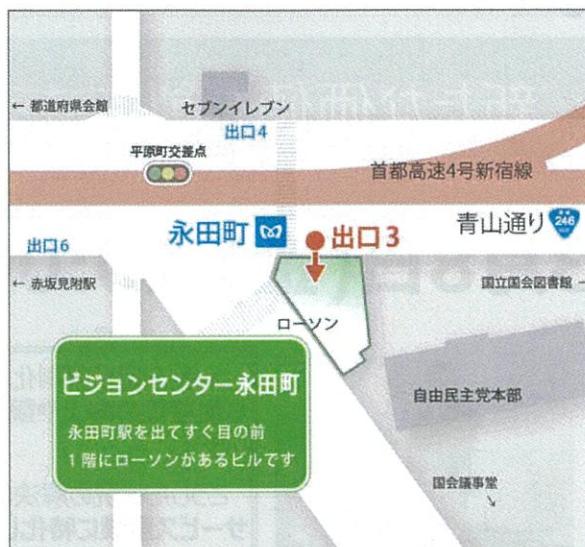 ← 都道府県会館
セブンイレブン
出口4
平原町交差点
首都高速4号新宿線
永田町
出口3
青山通り
246
出口6
← 赤坂見附駅
国立国会図書館 →
ローソン
ビジョンセンター永田町
永田町駅を出てすぐ目の前
1階にローソンがあるビルです
自由民主党本部
国会議事堂